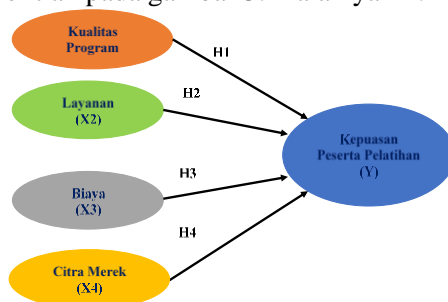 Kualitas
Program
H1
Layanan
(X2)
H2
Kepuasan
Peserta Pelatihan
(Y)
Biaya
(X3)
H3
H4
Citra Merek
(X4)